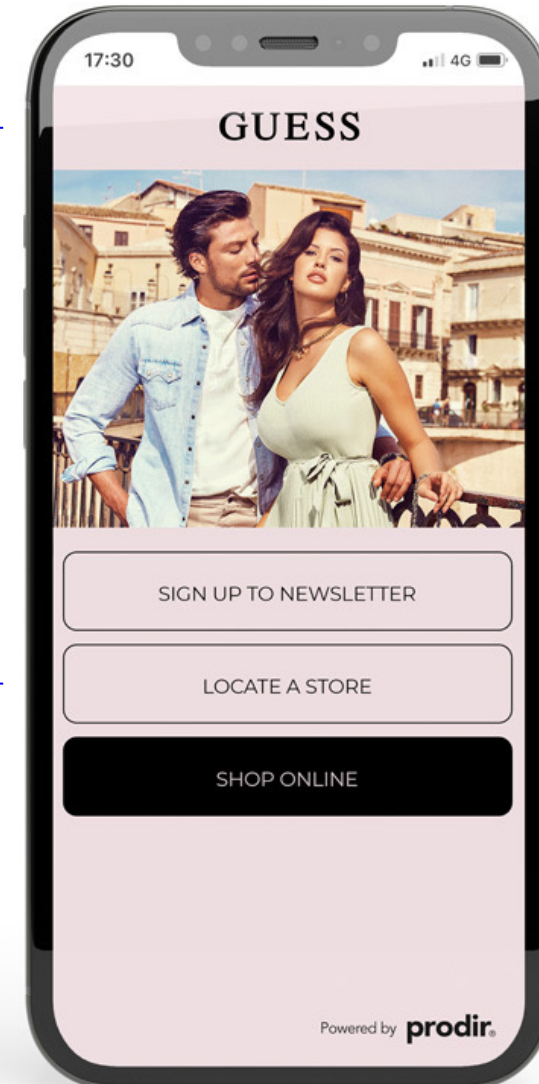 17:30
4G
GUESS
SIGN UP TO NEWSLETTER
LOCATE A STORE
SHOP ONLINE
Powered by prodir®